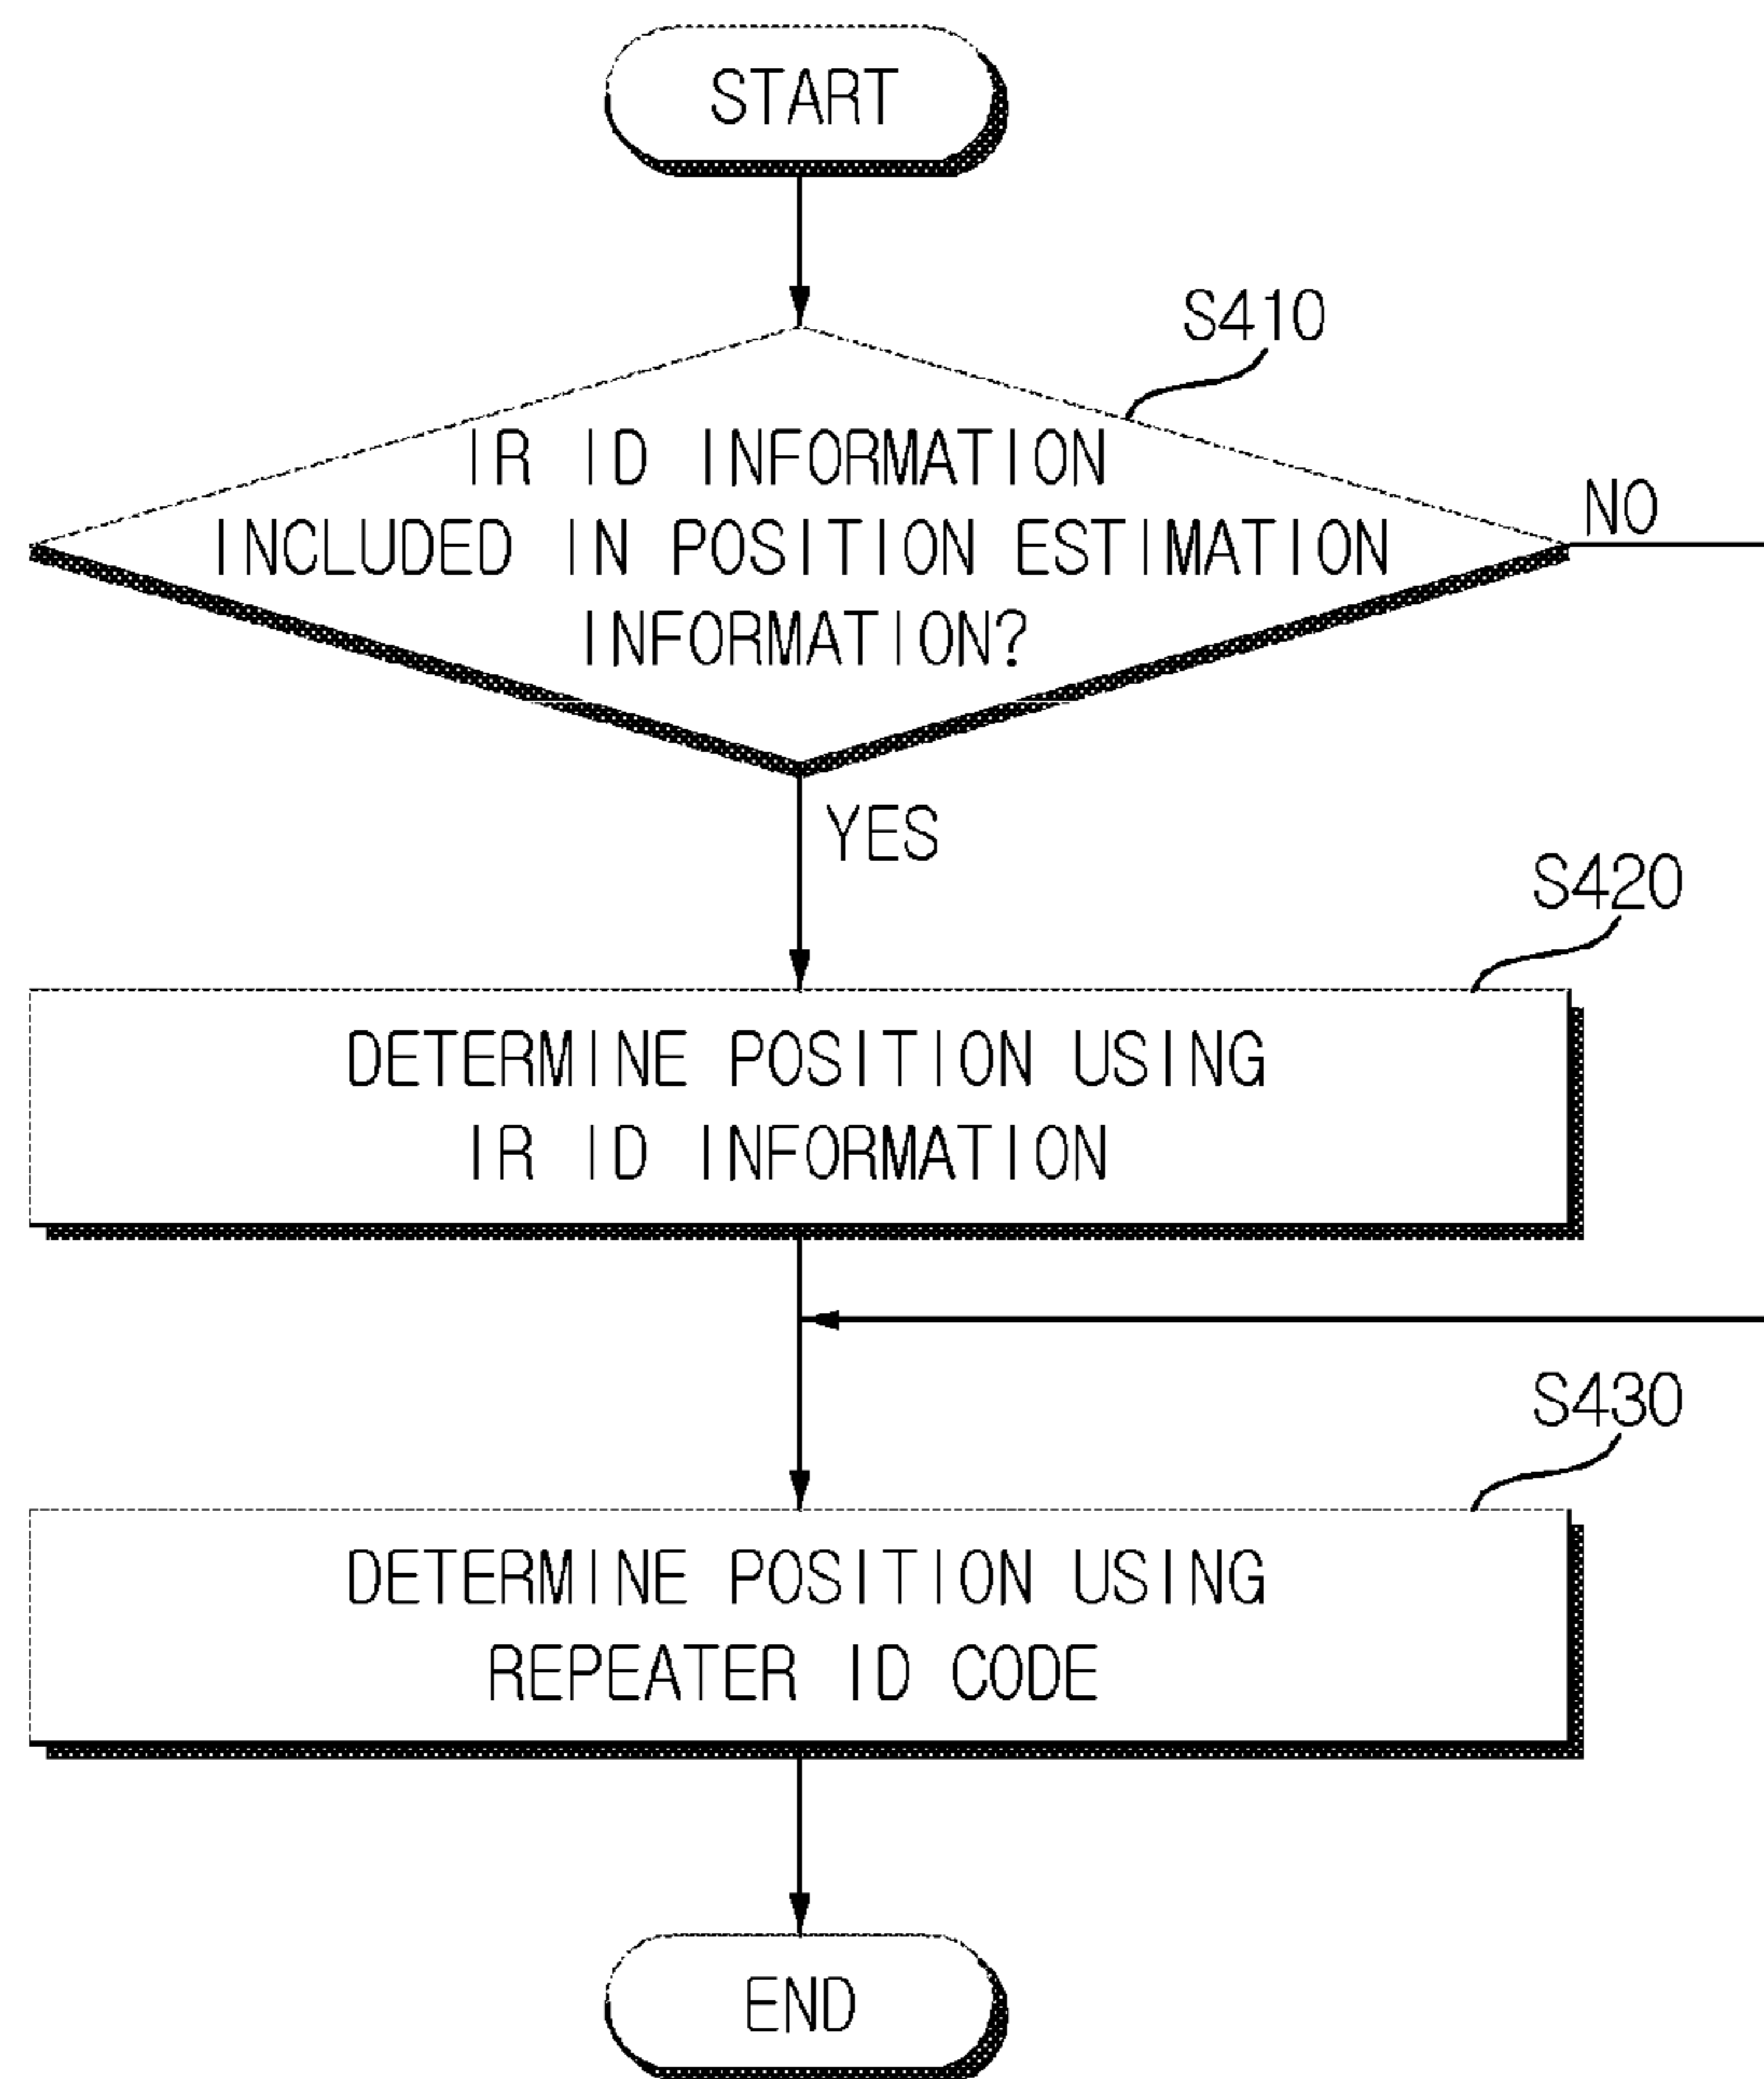 START
S410
IR ID INFORMATION
INCLUDED IN POSITION ESTIMATION
INFORMATION?
NO
YES
S420
DETERMINE POSITION USING
IR ID INFORMATION
S430
DETERMINE POSITION USING
REPEATER ID CODE
END